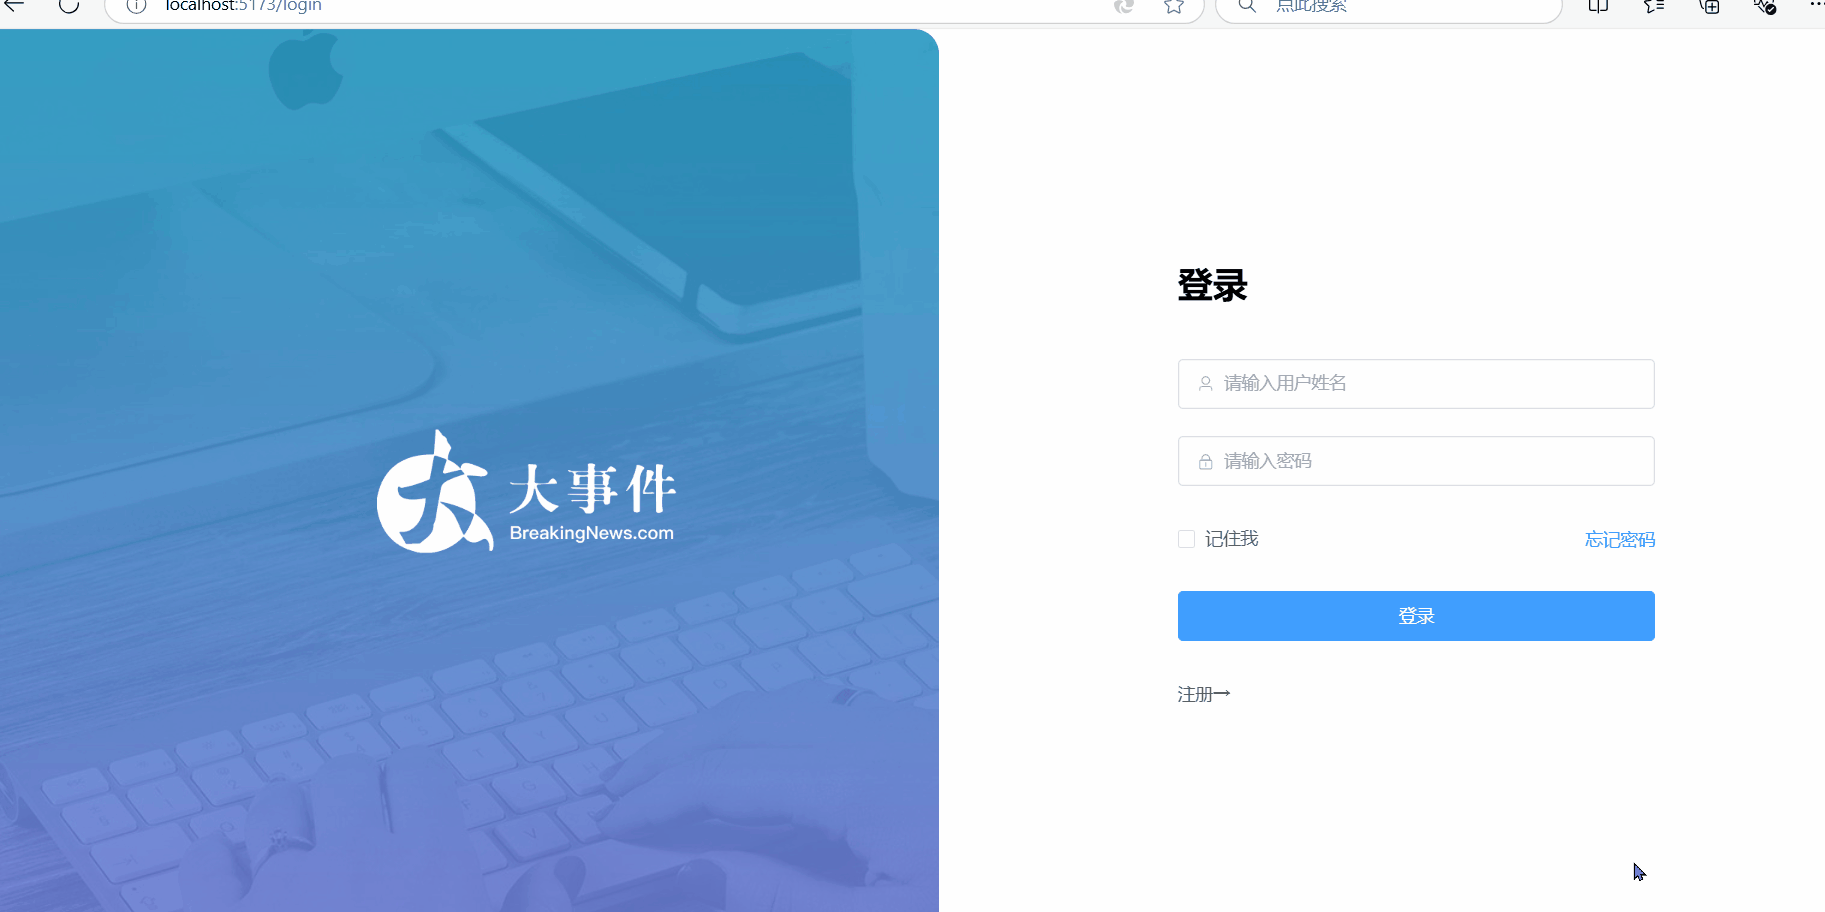 localhost:5173/login
点此搜索
大事件
BreakingNews.com
登录
请输入用户姓名
请输入密码
记住我
忘记密码
登录
注册→